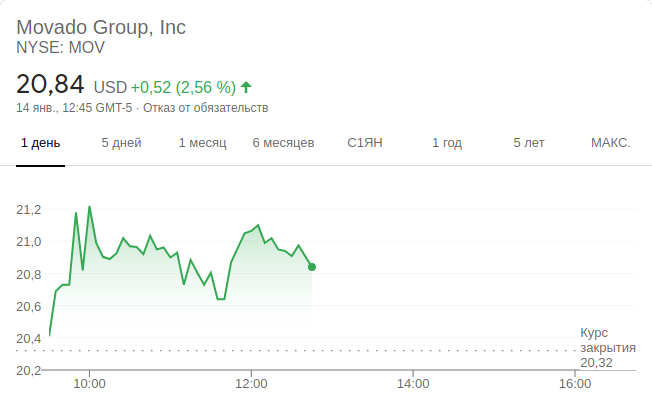 Movado Group, Inc
NYSE: MOV
20,84 USD +0,52 (2,56 %)
14 янв., 12:45 GMT-5 · Отказ от обязательств
1 день 5 дней 1 месяц 6 месяцев С1ЯН 1 год 5 лет МАКС.
21,2
21,0
20,8
20,6
20,4
20,2
Курс
закрытия
20,32
10:00 12:00 14:00 16:00